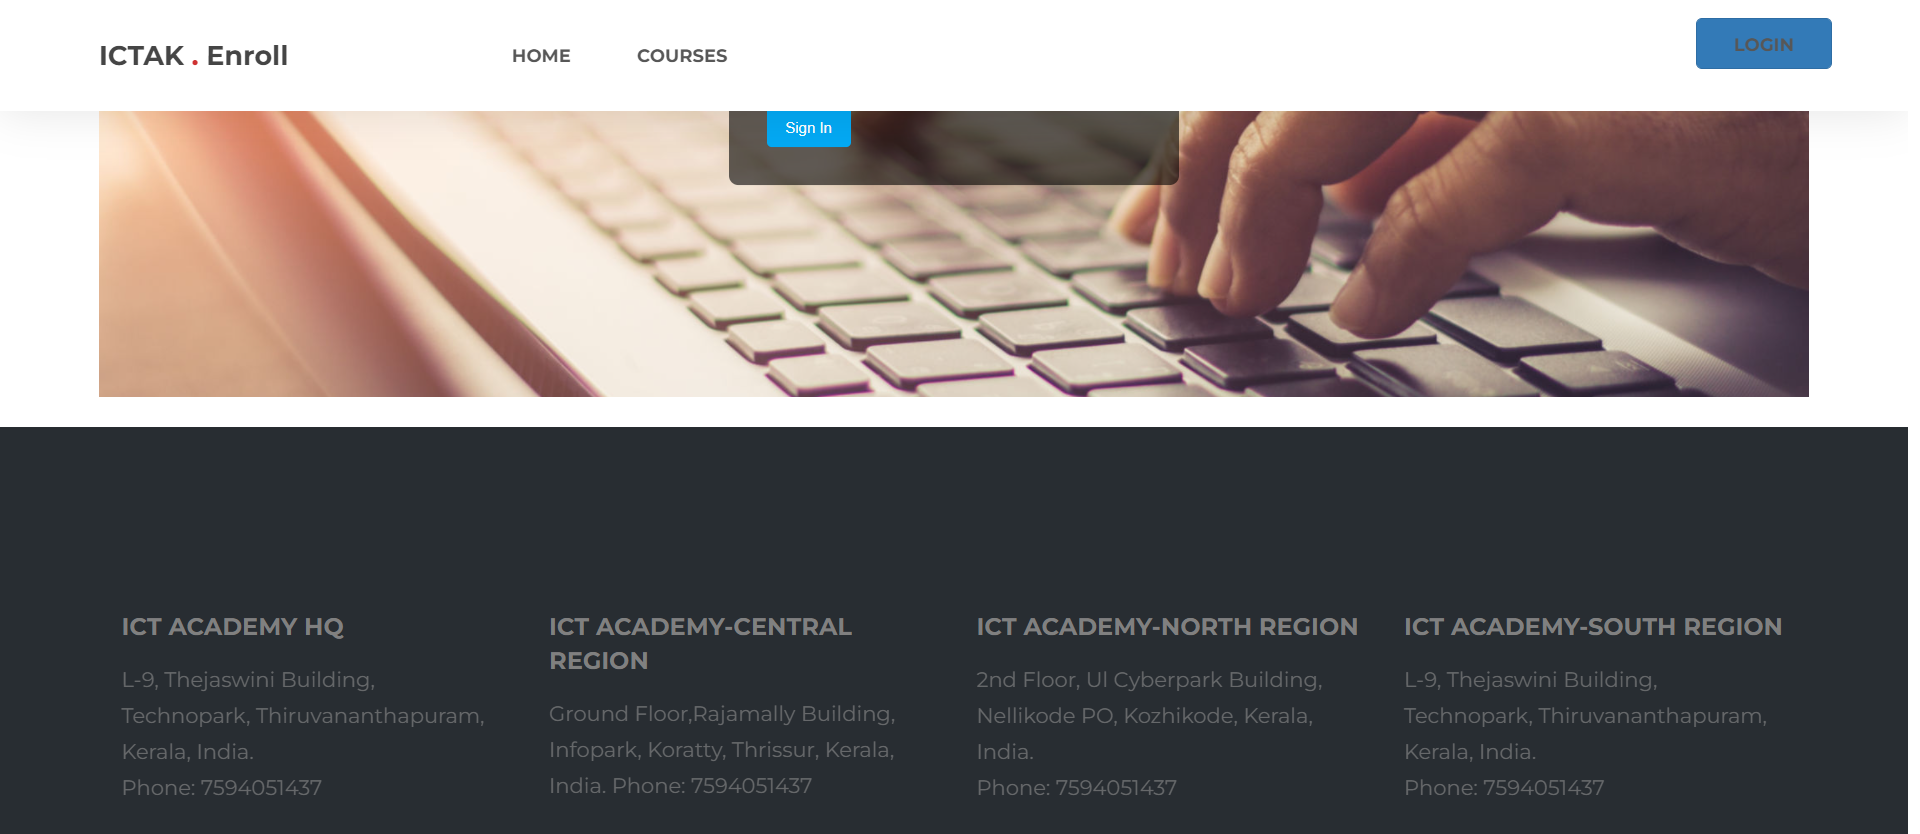 ICTAK . Enroll
HOME
COURSES
LOGIN
Sign In
ICT ACADEMY HQ
L-9, Thejaswini Building,
Technopark, Thiruvananthapuram,
Kerala, India.
Phone: 7594051437
ICT ACADEMY-CENTRAL
REGION
Ground Floor,Rajamally Building,
Infopark, Koratty, Thrissur, Kerala,
India. Phone: 7594051437
ICT ACADEMY-NORTH REGION
2nd Floor, Ul Cyberpark Building,
Nellikode PO, Kozhikode, Kerala,
India.
Phone: 7594051437
ICT ACADEMY-SOUTH REGION
L-9, Thejaswini Building,
Technopark, Thiruvananthapuram,
Kerala, India.
Phone: 7594051437